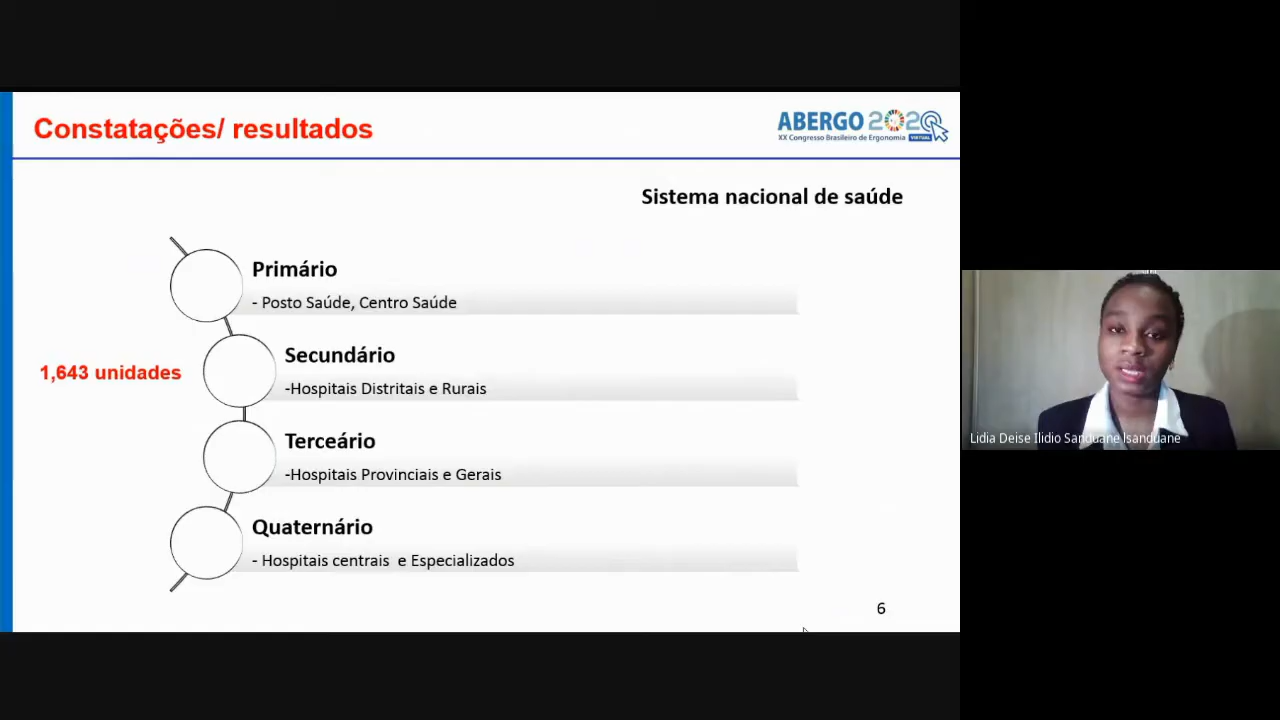 Constatações/ resultados
ABERGO 2020
XX Congresso Brasileiro de Ergonomia VIRTUAL
Sistema nacional de saúde
Primário
- Posto Saúde, Centro Saúde
Secundário
1,643 unidades
-Hospitais Distritais e Rurais
Terceário
-Hospitais Provinciais e Gerais
Quaternário
- Hospitais centrais e Especializados
6
Lidia Deise Ilidio Sanduane lsanduane